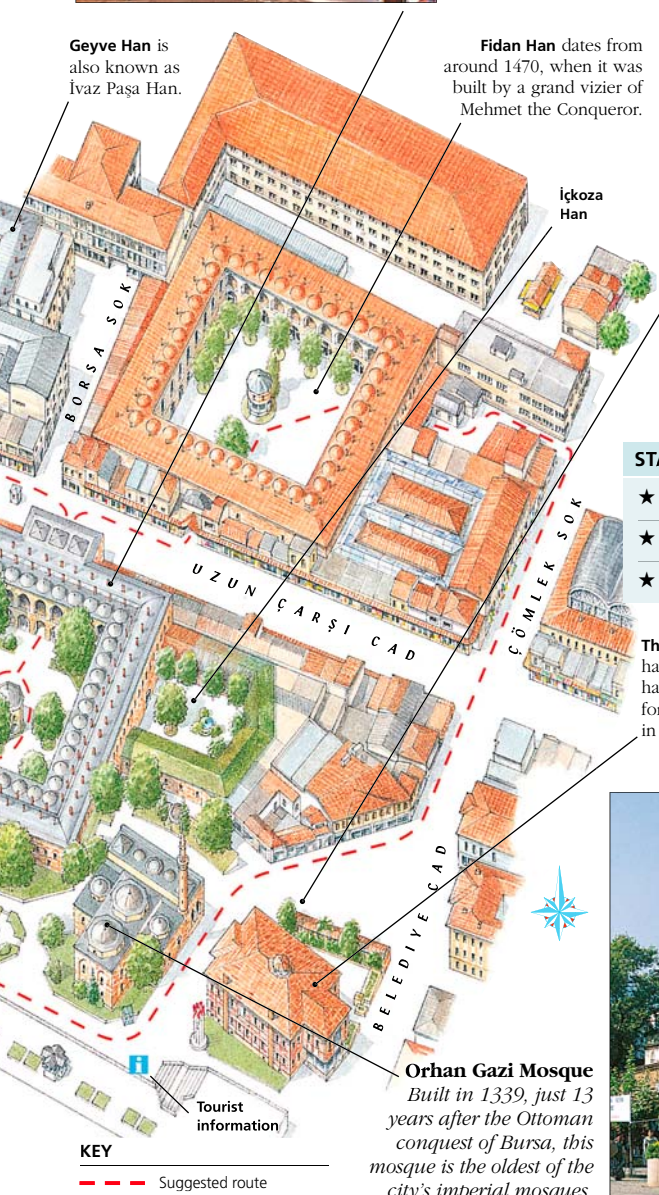 Geyve Han is
also known as
İvaz Paşa Han.
Fidan Han dates from
around 1470, when it was
built by a grand vizier of
Mehmet the Conqueror.
İçkoza
Han
BORSA SOK
UZUN ÇARŞI CAD
ÇÖMLEK SOK
STA
★
★
★
Th
ha
ha
for
in
BELEDIYE CAD
i
Orhan Gazi Mosque
Built in 1339, just 13
years after the Ottoman
conquest of Bursa, this
mosque is the oldest of the
city's imperial mosques.
Tourist
information
KEY
Suggested route